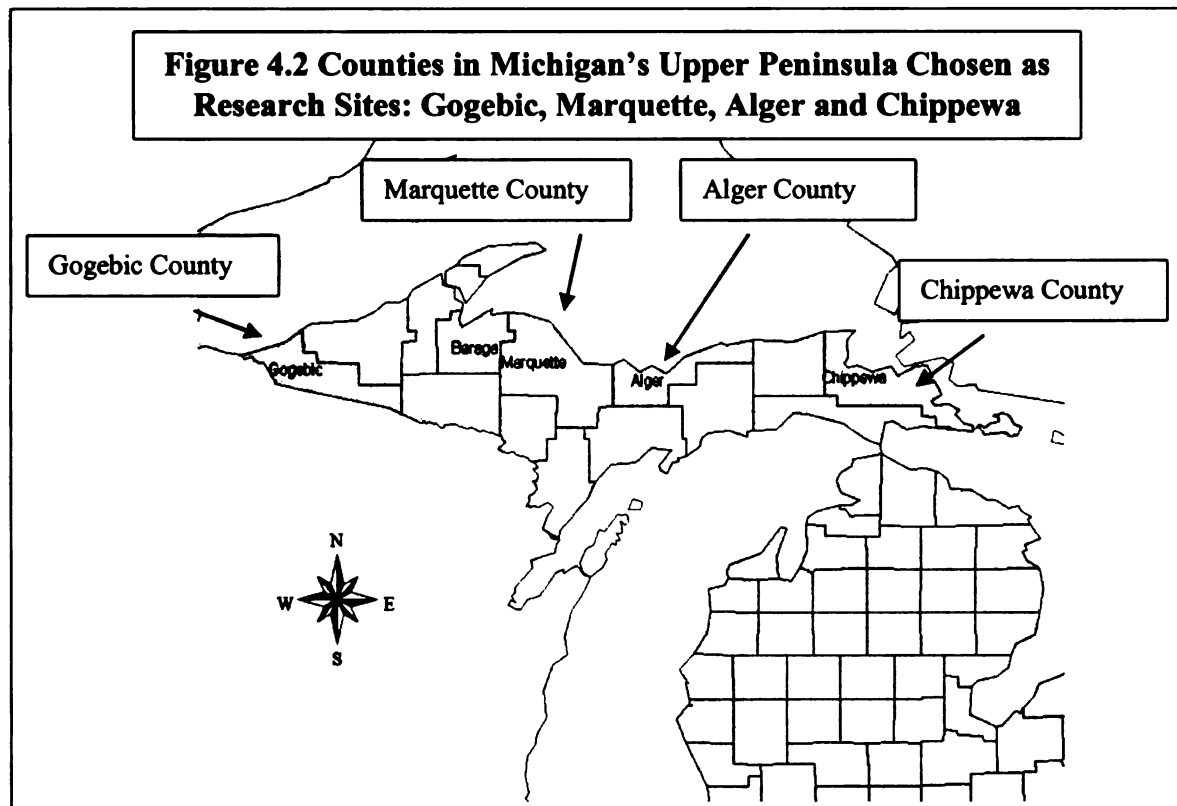 Figure 4.2 Counties in Michigan's Upper Peninsula Chosen as
Research Sites: Gogebic, Marquette, Alger and Chippewa
Marquette County
Alger County
Gogebic County
Chippewa County
Baraga
Marquette
Gogebic
Alger
Chippewa
N
W
E
S